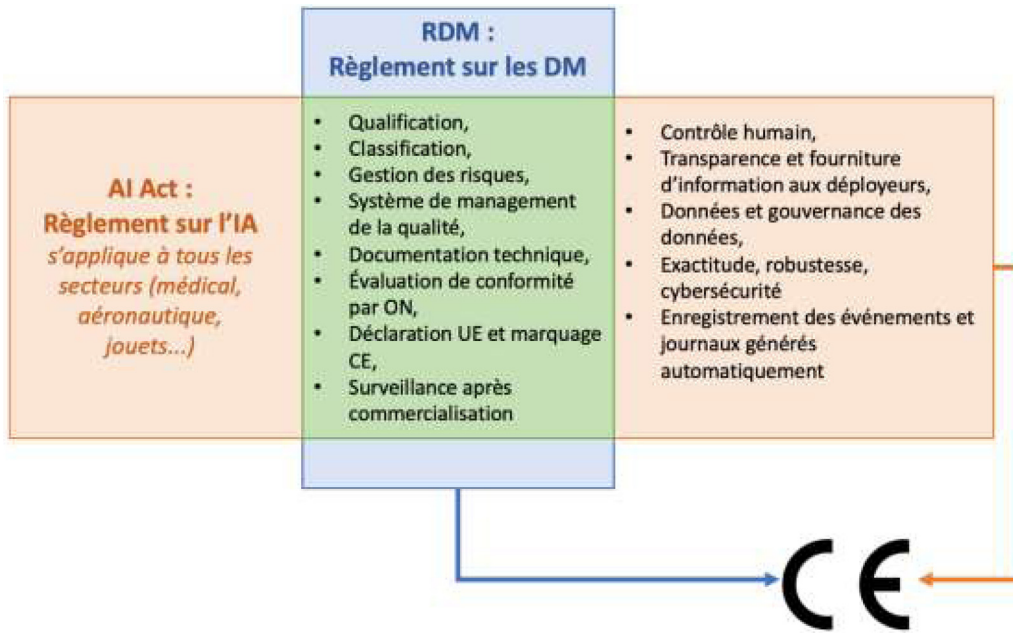 RDM :
Règlement sur les DM
AI Act :
Règlement sur l'IA
s'applique à tous les
secteurs (médical,
aéronautique,
jouets...)
• Qualification,
• Classification,
• Gestion des risques,
• Système de management
de la qualité,
• Documentation technique,
• Évaluation de conformité
par ON,
• Déclaration UE et marquage
CE,
• Surveillance après
commercialisation
• Contrôle humain,
• Transparence et fourniture
d'information aux déployeurs,
• Données et gouvernance des
données,
• Exactitude, robustesse,
cybersécurité
• Enregistrement des événements et
journaux générés
automatiquement
CE